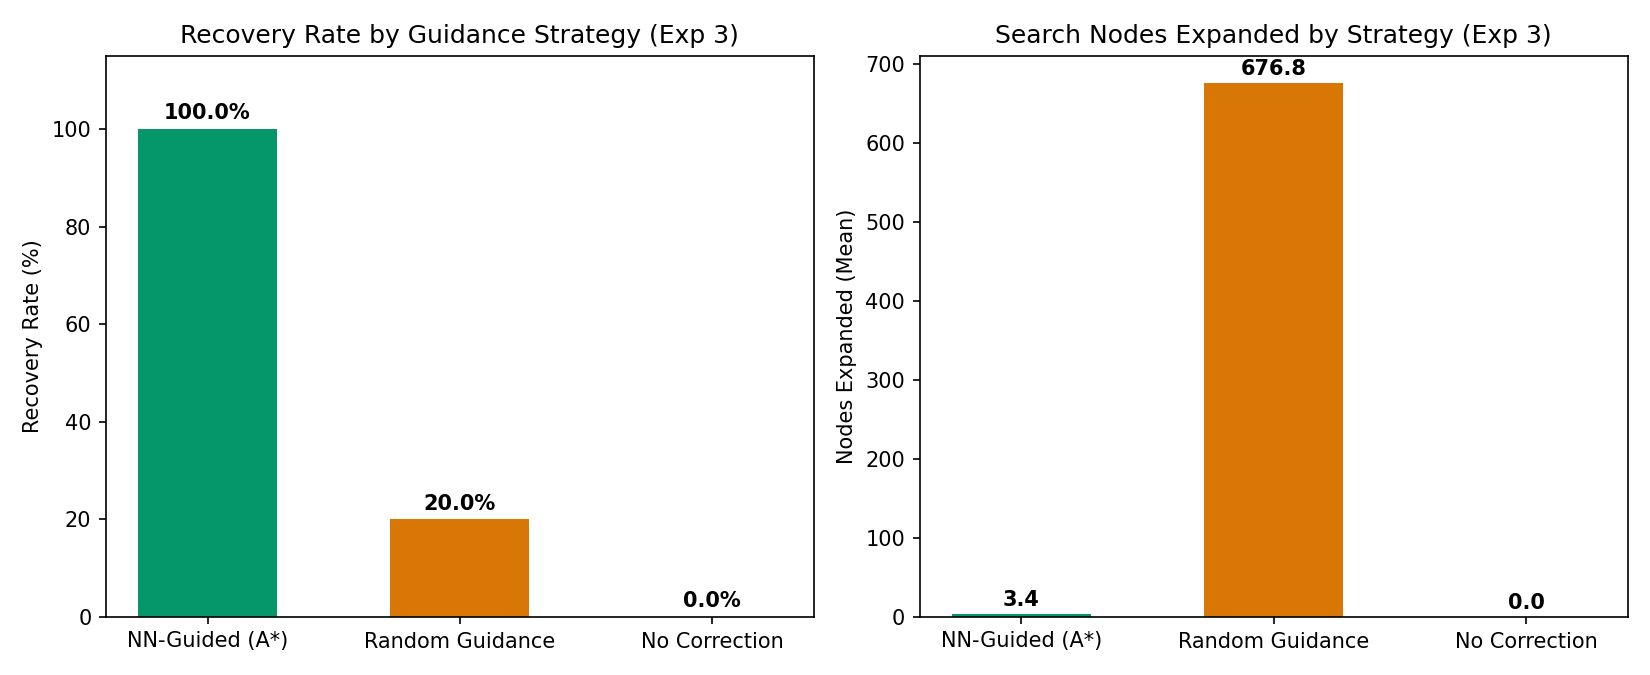 Recovery Rate by Guidance Strategy (Exp 3)
Recovery Rate (%)
100
80
60
40
20
0
100.0%
20.0%
0.0%
NN-Guided (A*)
Random Guidance
No Correction
Search Nodes Expanded by Strategy (Exp 3)
Nodes Expanded (Mean)
700
600
500
400
300
200
100
0
3.4
676.8
0.0
NN-Guided (A*)
Random Guidance
No Correction